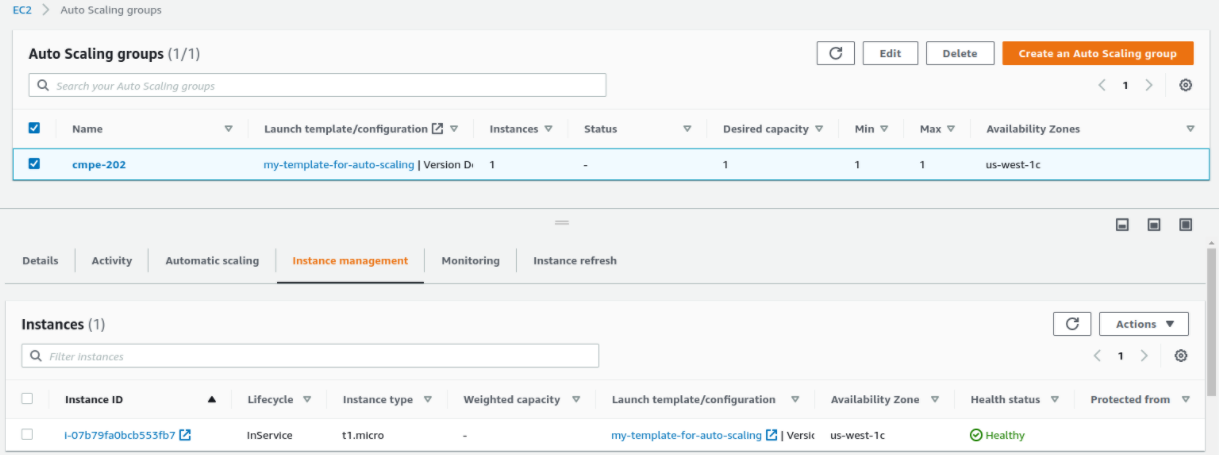 EC2 > Auto Scaling groups
Auto Scaling groups (1/1) Edit Delete Create an Auto Scaling group
Search your Auto Scaling groups 1
Name Launch template/configuration Instances Status Desired capacity Min Max Availability Zones
cmpe-202 my-template-for-auto-scaling | Version 1 - 1 1 1 us-west-1c
Details Activity Automatic scaling Instance management Monitoring Instance refresh
Instances (1) Actions
Filter instances 1
Instance ID Lifecycle Instance type Weighted capacity Launch template/configuration Availability Zone Health status Protected from
i-07b79fa0bcb553fb7 InService t1.micro - my-template-for-auto-scaling | us-west-1c Healthy